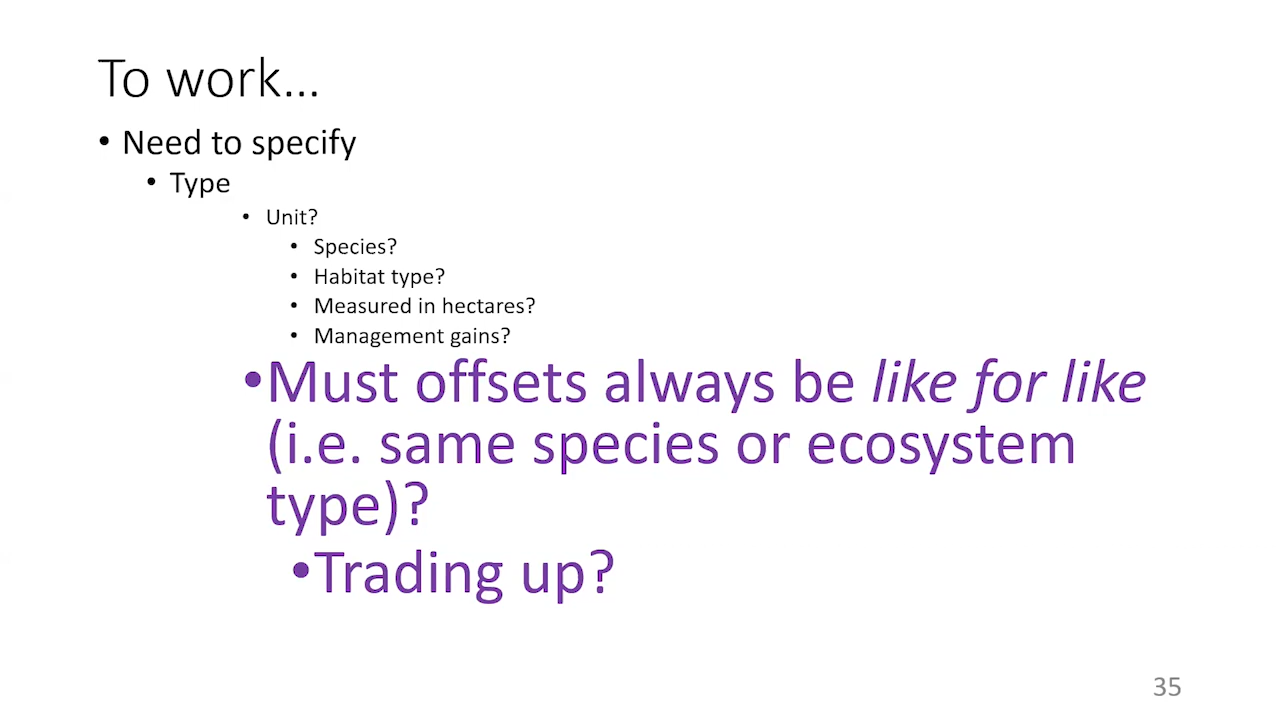 To work...
• Need to specify
• Type
• Unit?
• Species?
• Habitat type?
• Measured in hectares?
• Management gains?
•Must offsets always be like for like
(i.e. same species or ecosystem
type)?
•Trading up?
35